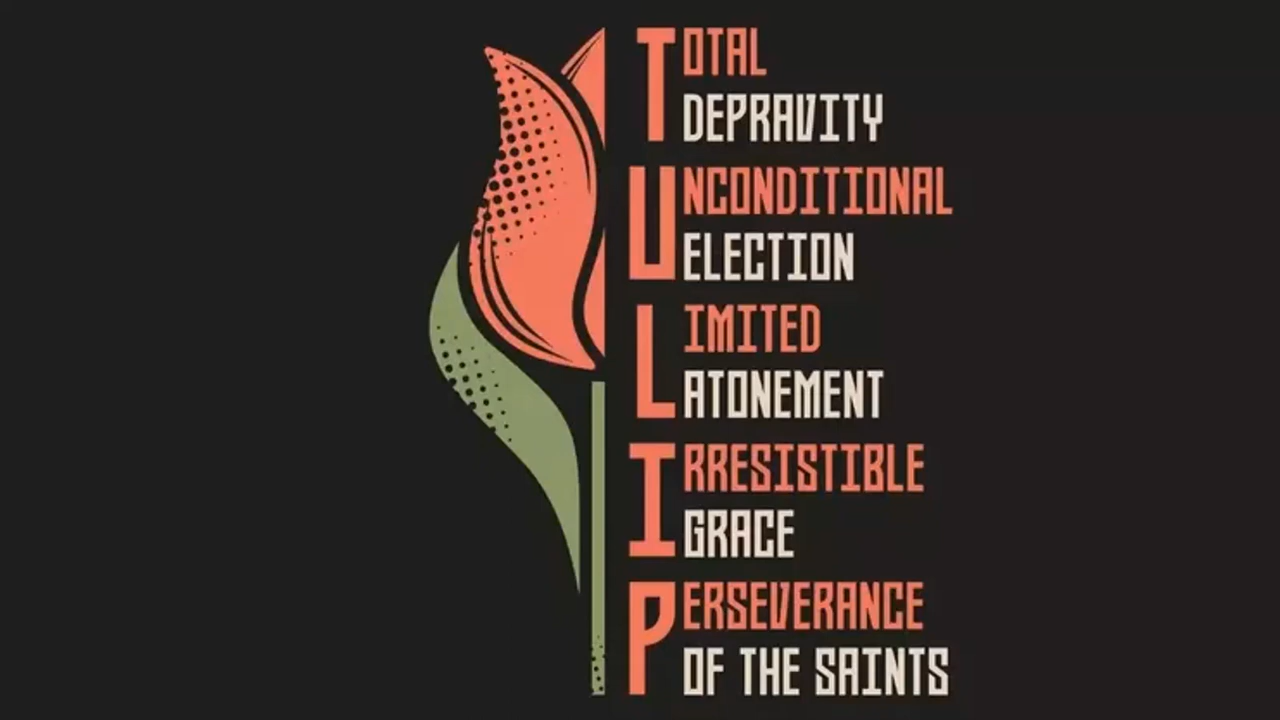 TOTAL
DEPRAVITY
UNCONDITIONAL
ELECTION
LIMITED
ATONEMENT
IRRESISTIBLE
GRACE
PERSEVERANCE
OF THE SAINTS